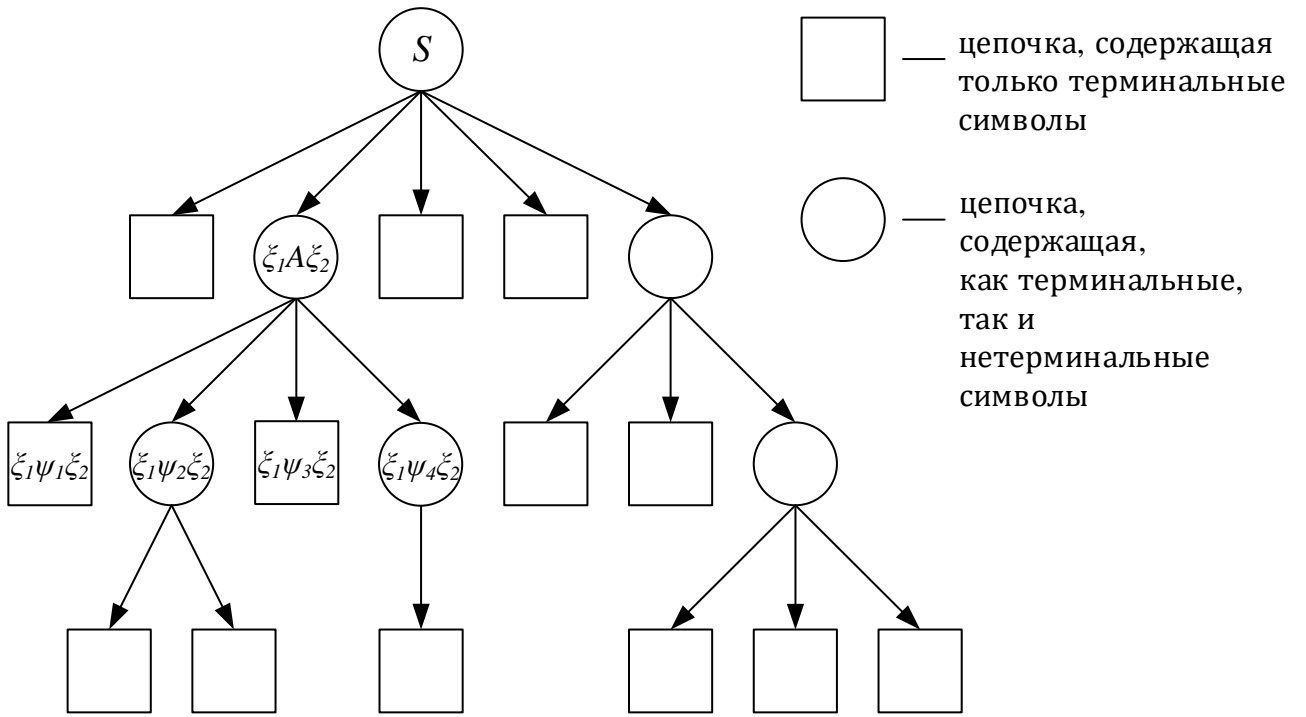 S
цепочка, содержащая
только терминальные
символы
цепочка,
содержащая,
как терминальные,
так и
нетерминальные
символы
ξ₁Aξ₂
ξ₁ψ₁ξ₂
ξ₁ψ₂ξ₂
ξ₁ψ₃ξ₂
ξ₁ψ₄ξ₂